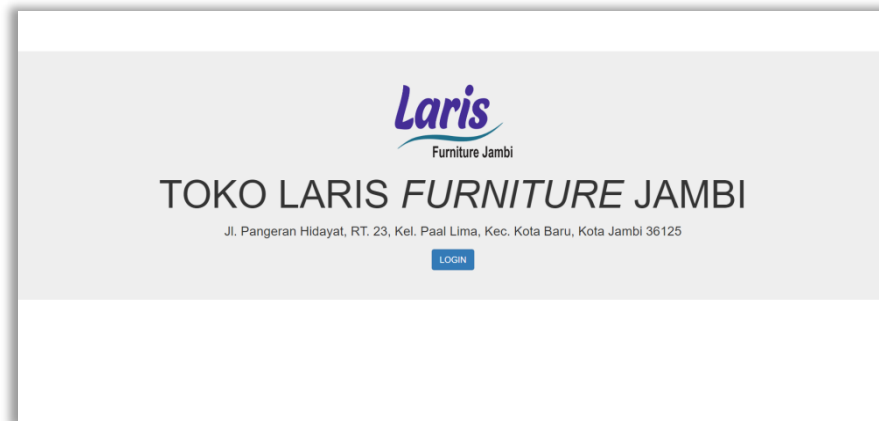 Laris
Furniture Jambi
TOKO LARIS FURNITURE JAMBI
Jl. Pangeran Hidayat, RT. 23, Kel. Paal Lima, Kec. Kota Baru, Kota Jambi 36125
LOGIN